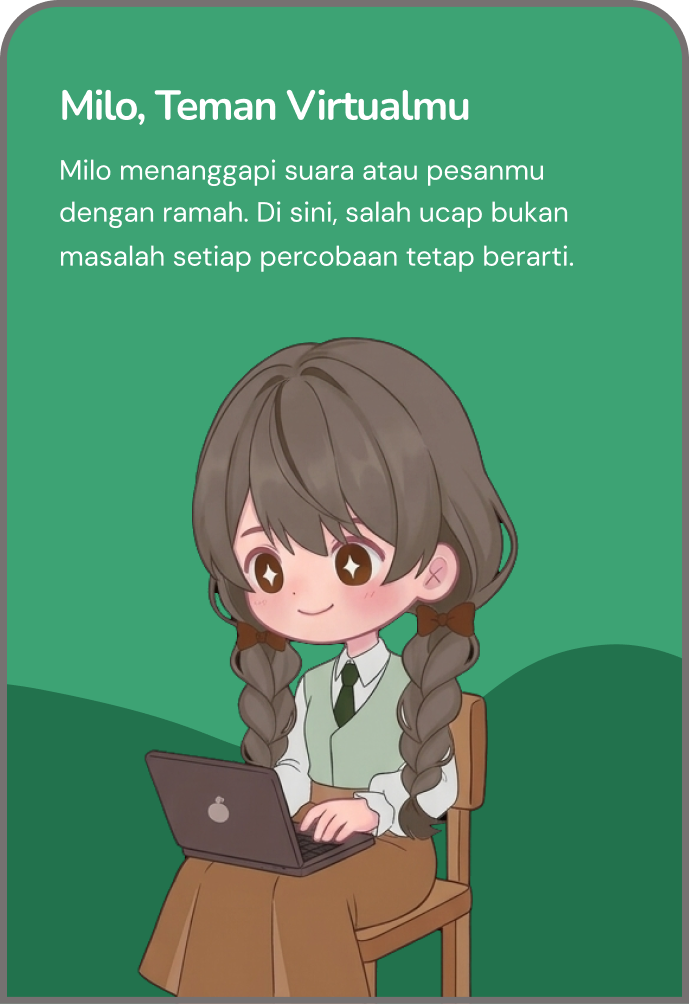 Milo, Teman Virtualmu
Milo menanggapi suara atau pesanmu
dengan ramah. Di sini, salah ucap bukan
masalah setiap percobaan tetap berarti.